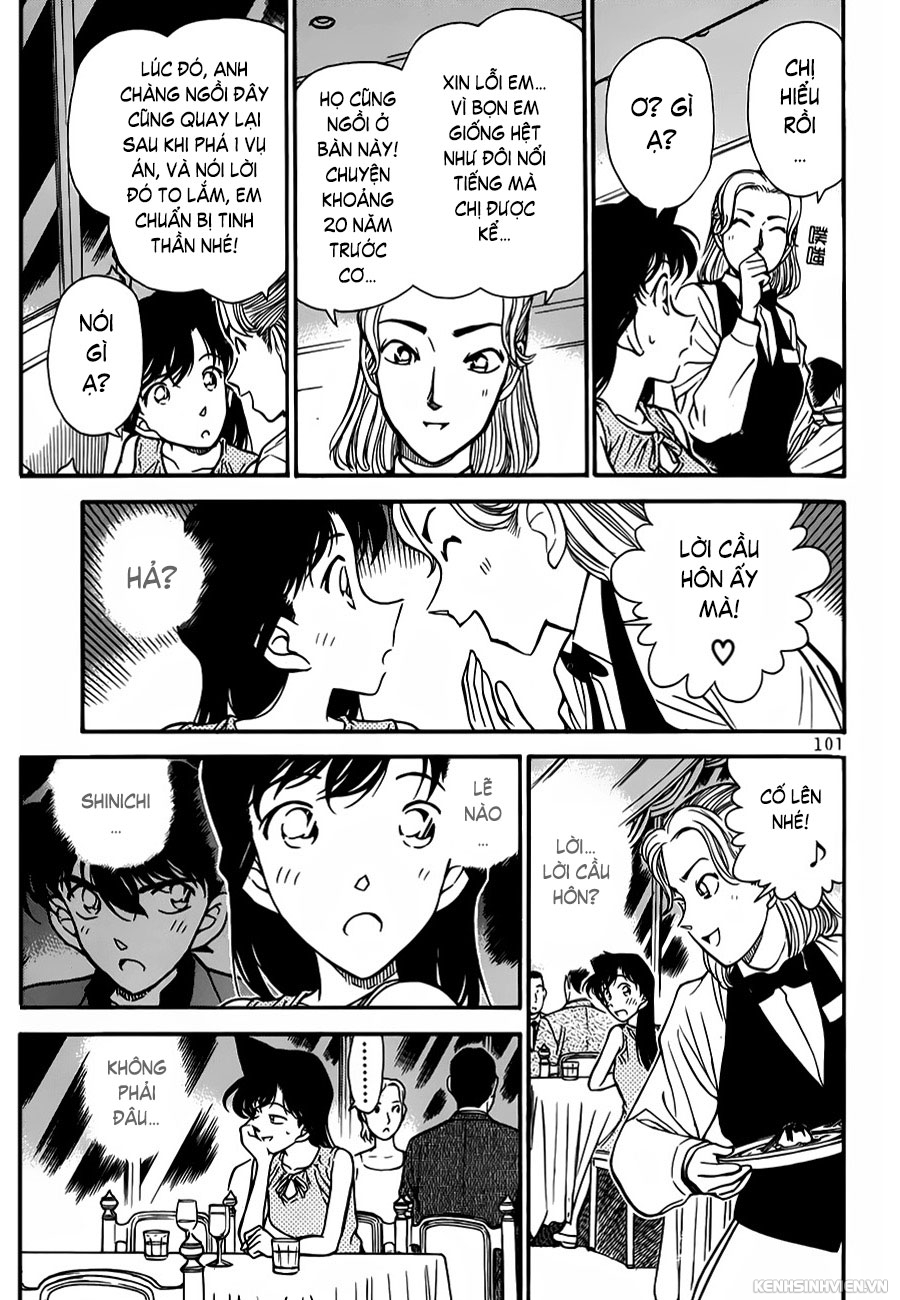 CHỊ
HIỂU
RỒI
...
Ơ? GÌ
Ạ?
噗嗤
XIN LỖI EM...
VÌ BỌN EM
GIỐNG HỆT
NHƯ ĐÔI NỔI
TIẾNG MÀ
CHỊ ĐƯỢC
KỂ...
HỌ CŨNG
NGỒI Ở
BÀN NÀY!
CHUYỆN
KHOẢNG
20 NĂM
TRƯỚC
CƠ...
LÚC ĐÓ, ANH
CHÀNG NGỒI ĐÂY
CŨNG QUAY LẠI
SAU KHI PHÁ 1 VỤ
ÁN, VÀ NÓI LỜI
ĐÓ TO LẮM, EM
CHUẨN BỊ TINH
THẦN NHÉ!
NÓI
GÌ
Ạ?
LỜI CẦU
HÔN ẤY
MÀ!
♡
HẢ?
101
CỐ LÊN
NHÉ!
♪
LỜI...
LỜI CẦU
HÔN?
LẼ
NÀO
...
SHINICHI
...
KHÔNG
PHẢI
ĐÂU...
KENHSINHVIEN.VN